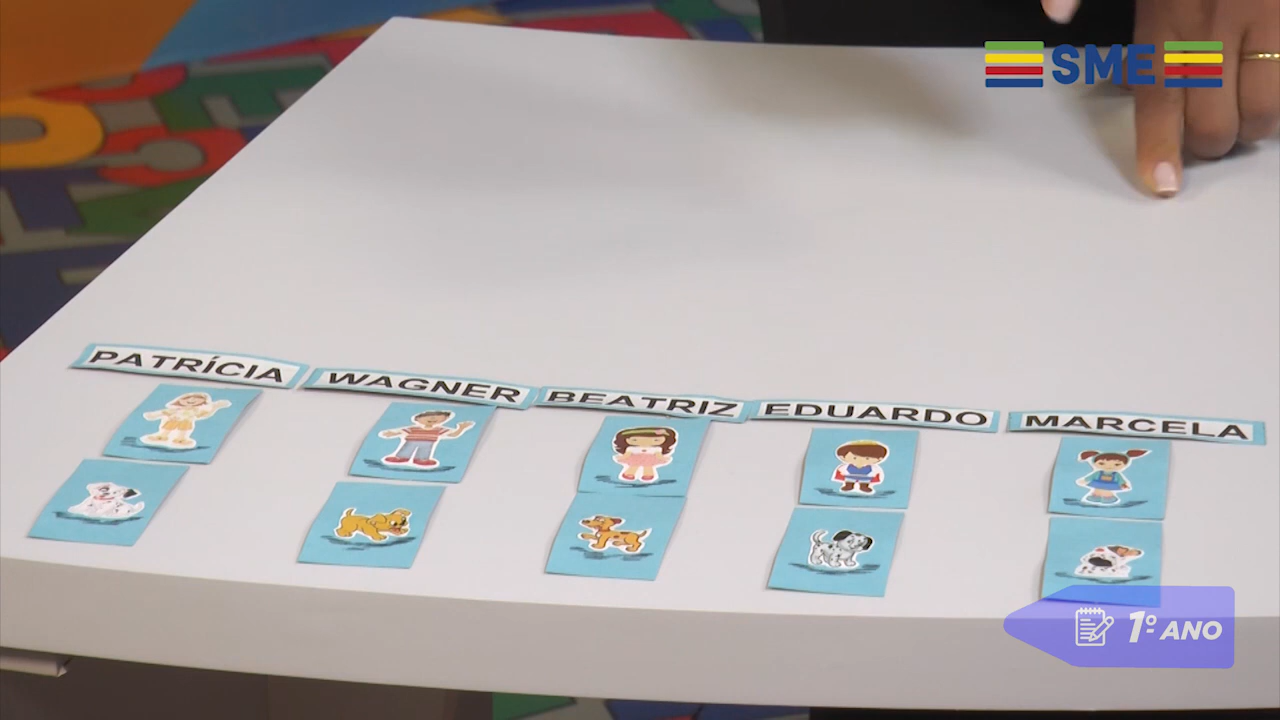 SME
PATRÍCIA
WAGNER
BEATRIZ
EDUARDO
MARCELA
1º ANO